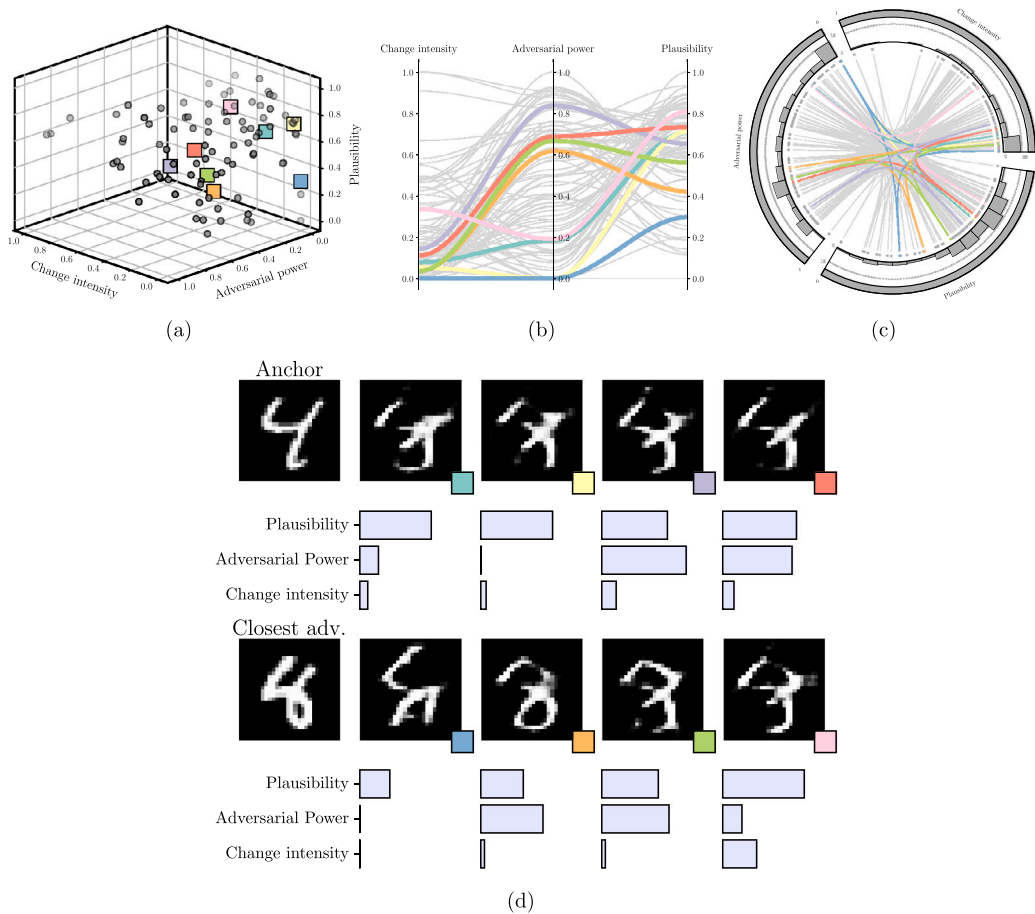 1.0
0.8
0.6
0.4
0.2
0.0
Plausibility
1.0
0.8
0.6
0.4
0.2
0.0
Change intensity
1.0
0.8
0.6
0.4
0.2
0.0
Adversarial power
(a)
Change intensity
Adversarial power
Plausibility
1.0 1.0 1.0
0.8 0.8 0.8
0.6 0.6 0.6
0.4 0.4 0.4
0.2 0.2 0.2
0.0 0.0 0.0
(b)
Change intensity
Adversarial power
Plausibility
(c)
Anchor
Plausibility
Adversarial Power
Change intensity
Closest adv.
Plausibility
Adversarial Power
Change intensity
(d)